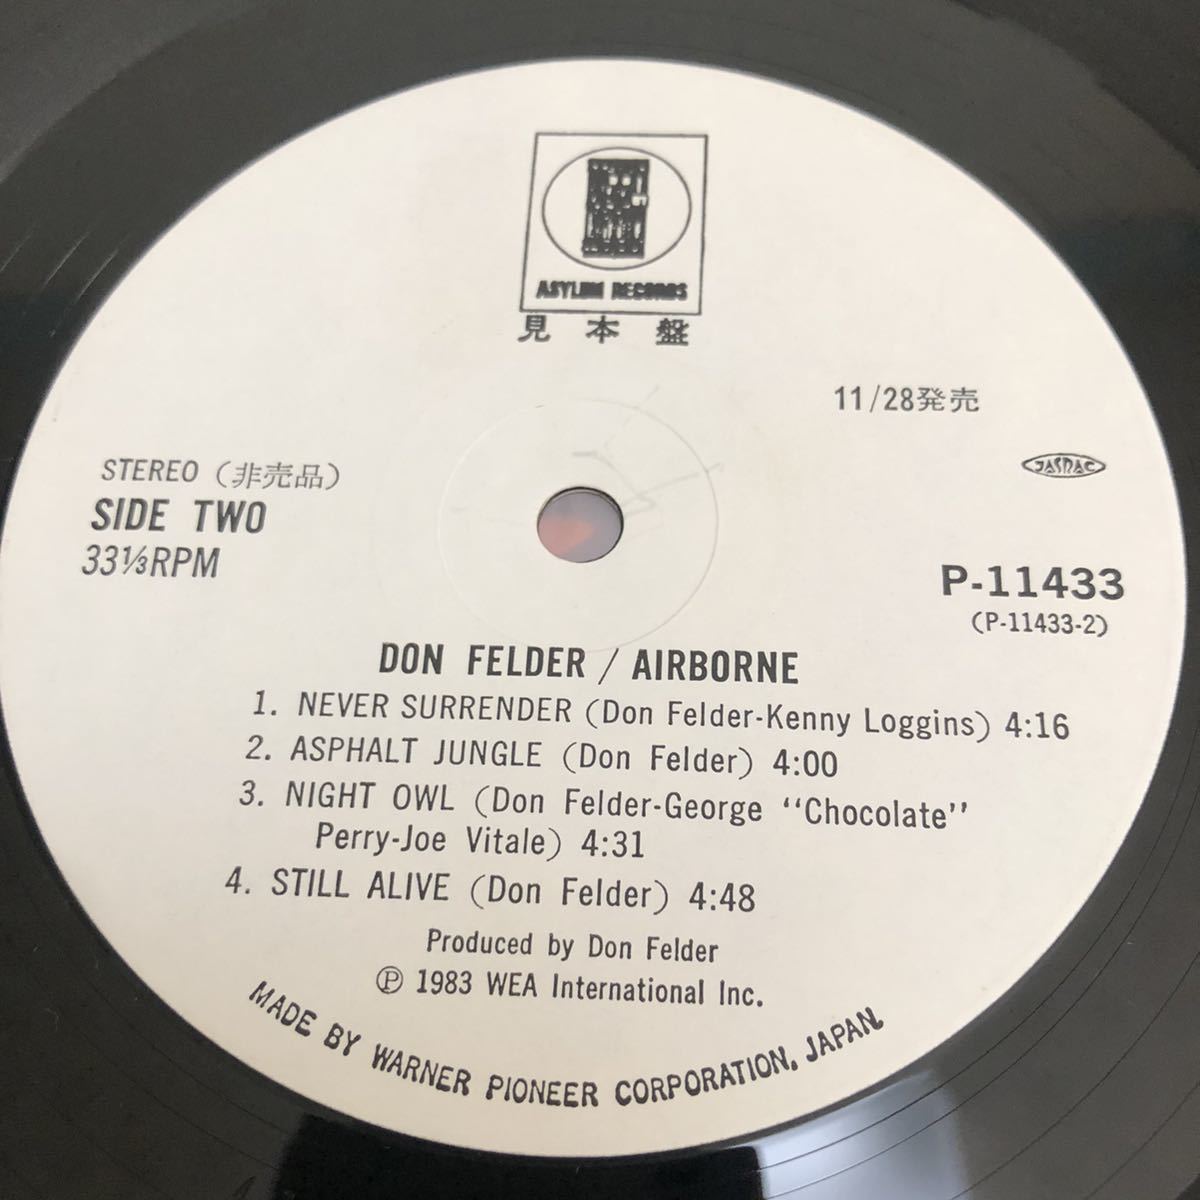 ASYLUM RECORDS
見本盤
11/28発売
JASRAC
STEREO (非売品)
SIDE TWO
33⅓RPM
P-11433
(P-11433-2)
DON FELDER / AIRBORNE
1. NEVER SURRENDER (Don Felder-Kenny Loggins) 4:16
2. ASPHALT JUNGLE (Don Felder) 4:00
3. NIGHT OWL (Don Felder-George “Chocolate”
Perry-Joe Vitale) 4:31
4. STILL ALIVE (Don Felder) 4:48
Produced by Don Felder
Ⓟ 1983 WEA International Inc.
MADE BY WARNER PIONEER CORPORATION, JAPAN.